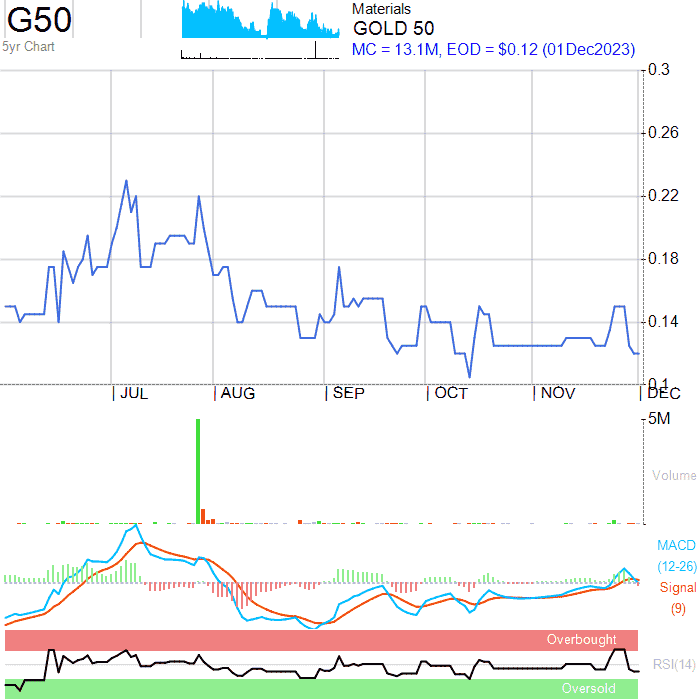 G50
5yr Chart
Materials
GOLD 50
MC = 13.1M, EOD = $0.12 (01Dec2023)
0.3
0.26
0.22
0.18
0.14
0.1
JUL AUG SEP OCT NOV DEC
5M
Volume
MACD
(12-26)
Signal
(9)
Overbought
RSI(14)
Oversold